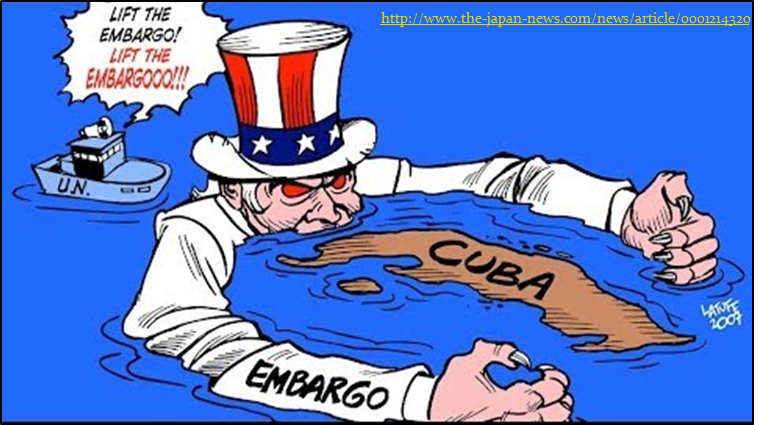 http://www.the-japan-news.com/news/article/0001214320
LIFT THE
EMBARGO!
LIFT THE
EMBARGOOO!!!
U.N.
CUBA
EMBARGO
LATUFF
2007